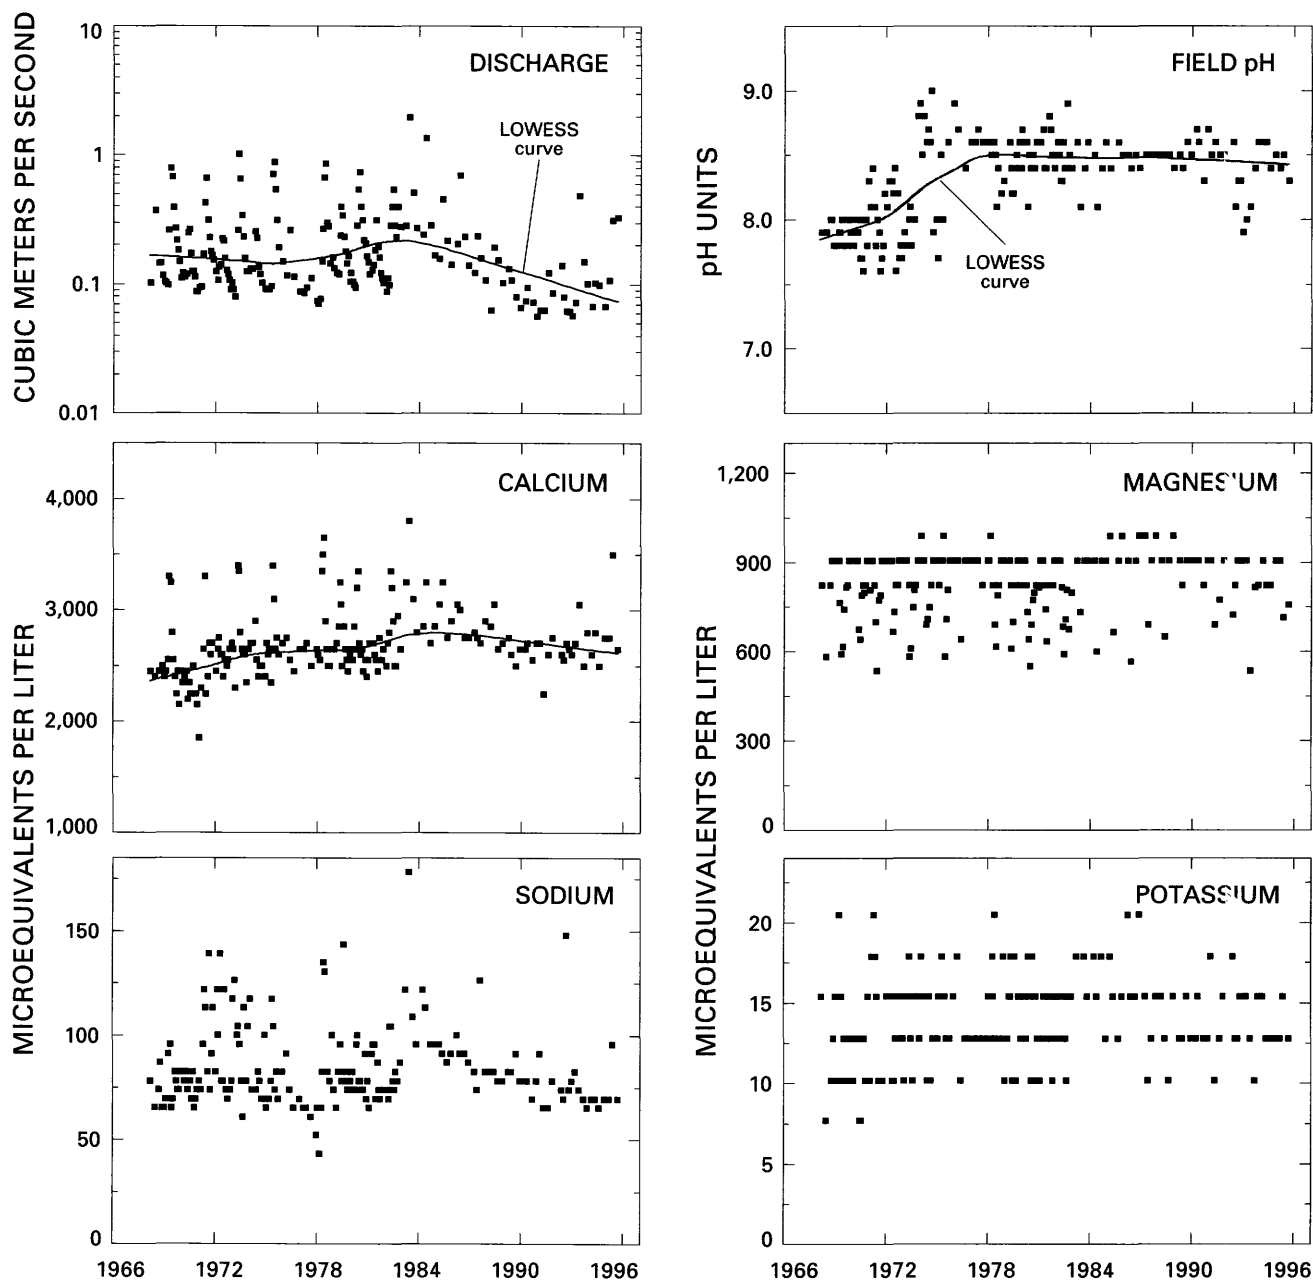 CUBIC METERS PER SECOND
10
1
0.1
0.01
DISCHARGE
LOWESS
curve
pH UNITS
9.0
8.0
7.0
FIELD pH
LOWESS
curve
MICROEQUIVALENTS PER LITER
4,000
3,000
2,000
1,000
CALCIUM
MICROEQUIVALENTS PER LITER
1,200
900
600
300
0
MAGNESIUM
150
100
50
0
SODIUM
20
15
10
5
0
POTASSIUM
1966 1972 1978 1984 1990 1996
1966 1972 1978 1984 1990 1996